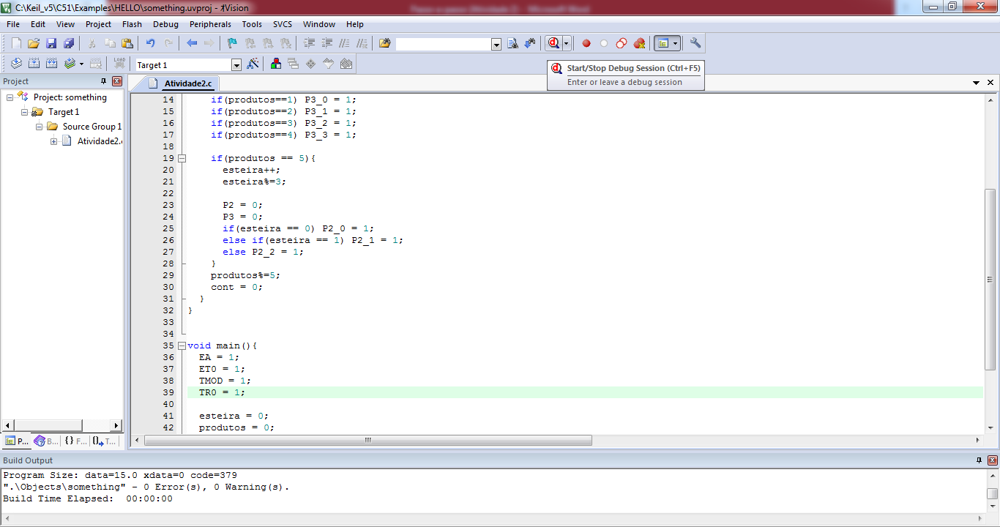 C:\Keil_v5\C51\Examples\HELLO\something.uvproj - µVision
File Edit View Project Flash Debug Peripherals Tools SVCS Window Help
LOAD
Target 1
Start/Stop Debug Session (Ctrl+F5)
Enter or leave a debug session
Project
Project: something
Target 1
Source Group 1
Atividade2.
Atividade2.c
14 if(produtos==1) P3_0 = 1;
15 if(produtos==2) P3_1 = 1;
16 if(produtos==3) P3_2 = 1;
17 if(produtos==4) P3_3 = 1;
18
19 if(produtos == 5){
20 esteira++;
21 esteira%=3;
22
23 P2 = 0;
24 P3 = 0;
25 if(esteira == 0) P2_0 = 1;
26 else if(esteira == 1) P2_1 = 1;
27 else P2_2 = 1;
28 }
29 produtos%=5;
30 cont = 0;
31 }
32 }
33
34
35 void main(){
36 EA = 1;
37 ET0 = 1;
38 TMOD = 1;
39 TR0 = 1;
40
41 esteira = 0;
42 produtos = 0;
P... B... {} F... T...
Build Output
Program Size: data=15.0 xdata=0 code=379
".\Objects\something" - 0 Error(s), 0 Warning(s).
Build Time Elapsed: 00:00:00